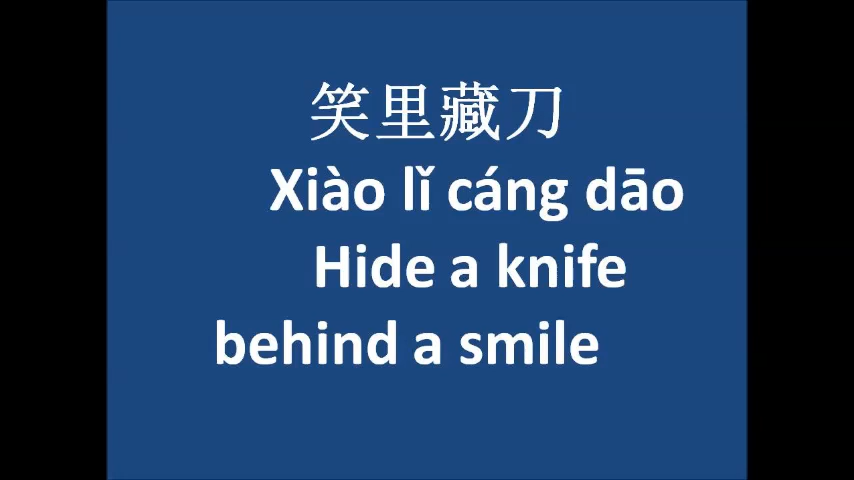 笑里藏刀
Xiào lǐ cáng dāo
Hide a knife
behind a smile